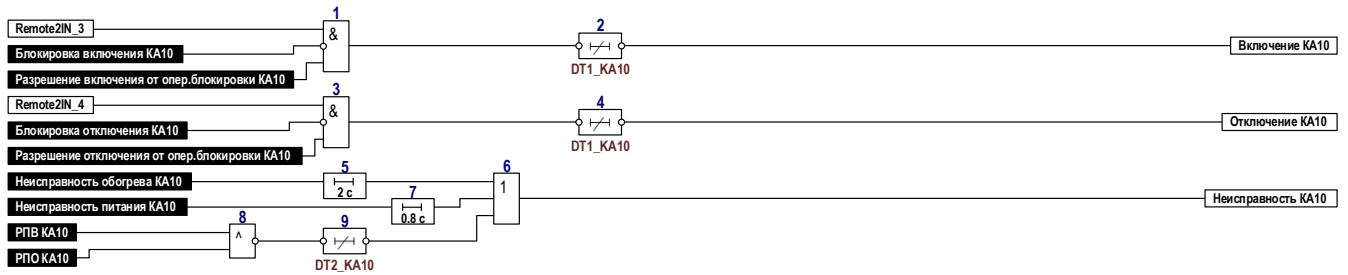 1
Remote2IN_3
&
2
Блокировка включения КА10
Включение КА10
Разрешение включения от опер.блокировки КА10
DT1_KA10
3
Remote2IN_4
&
4
Блокировка отключения КА10
Отключение КА10
Разрешение отключения от опер.блокировки КА10
DT1_KA10
5
6
Неисправность обогрева КА10
2 с
1
7
Неисправность питания КА10
0.8 с
Неисправность КА10
8
9
РПВ КА10
^
РПО КА10
DT2_KA10